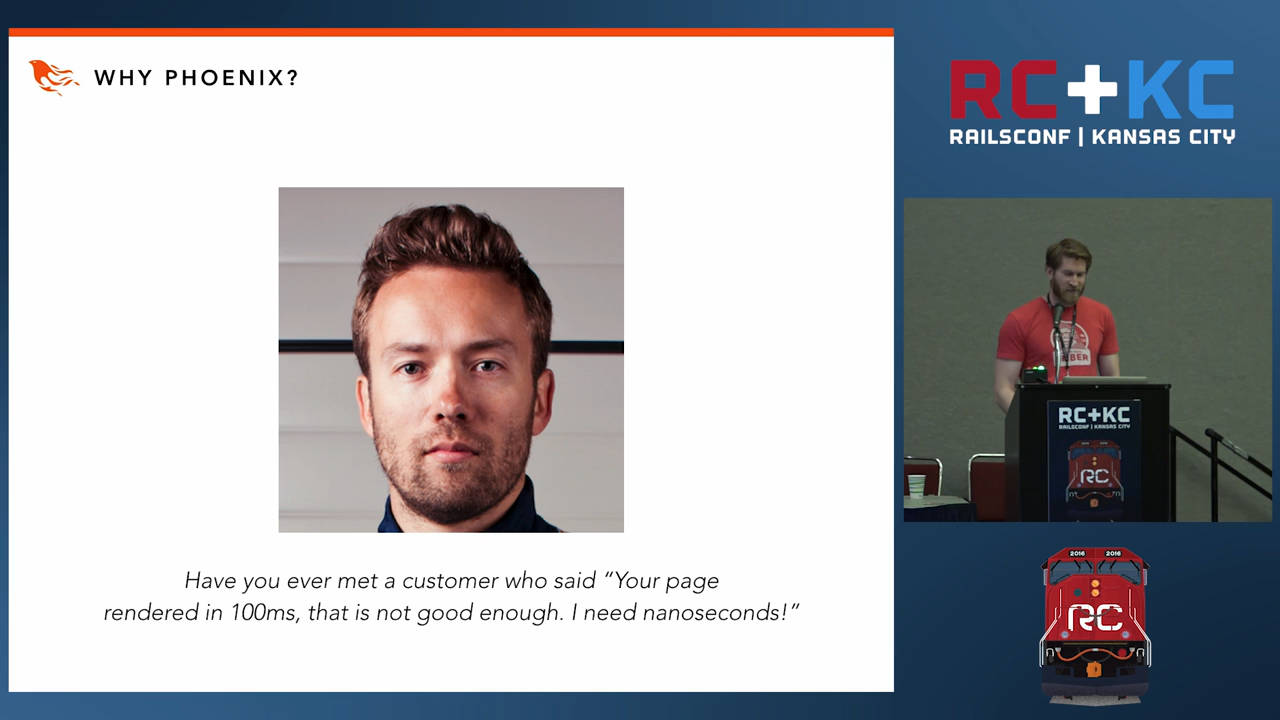 WHY PHOENIX?
Have you ever met a customer who said “Your page
rendered in 100ms, that is not good enough. I need nanoseconds!”
RC+KC
RAILSCONF | KANSAS CITY
BER
RC+KC
RAILSCONF | KANSAS CITY
RC
2016 2016
RC